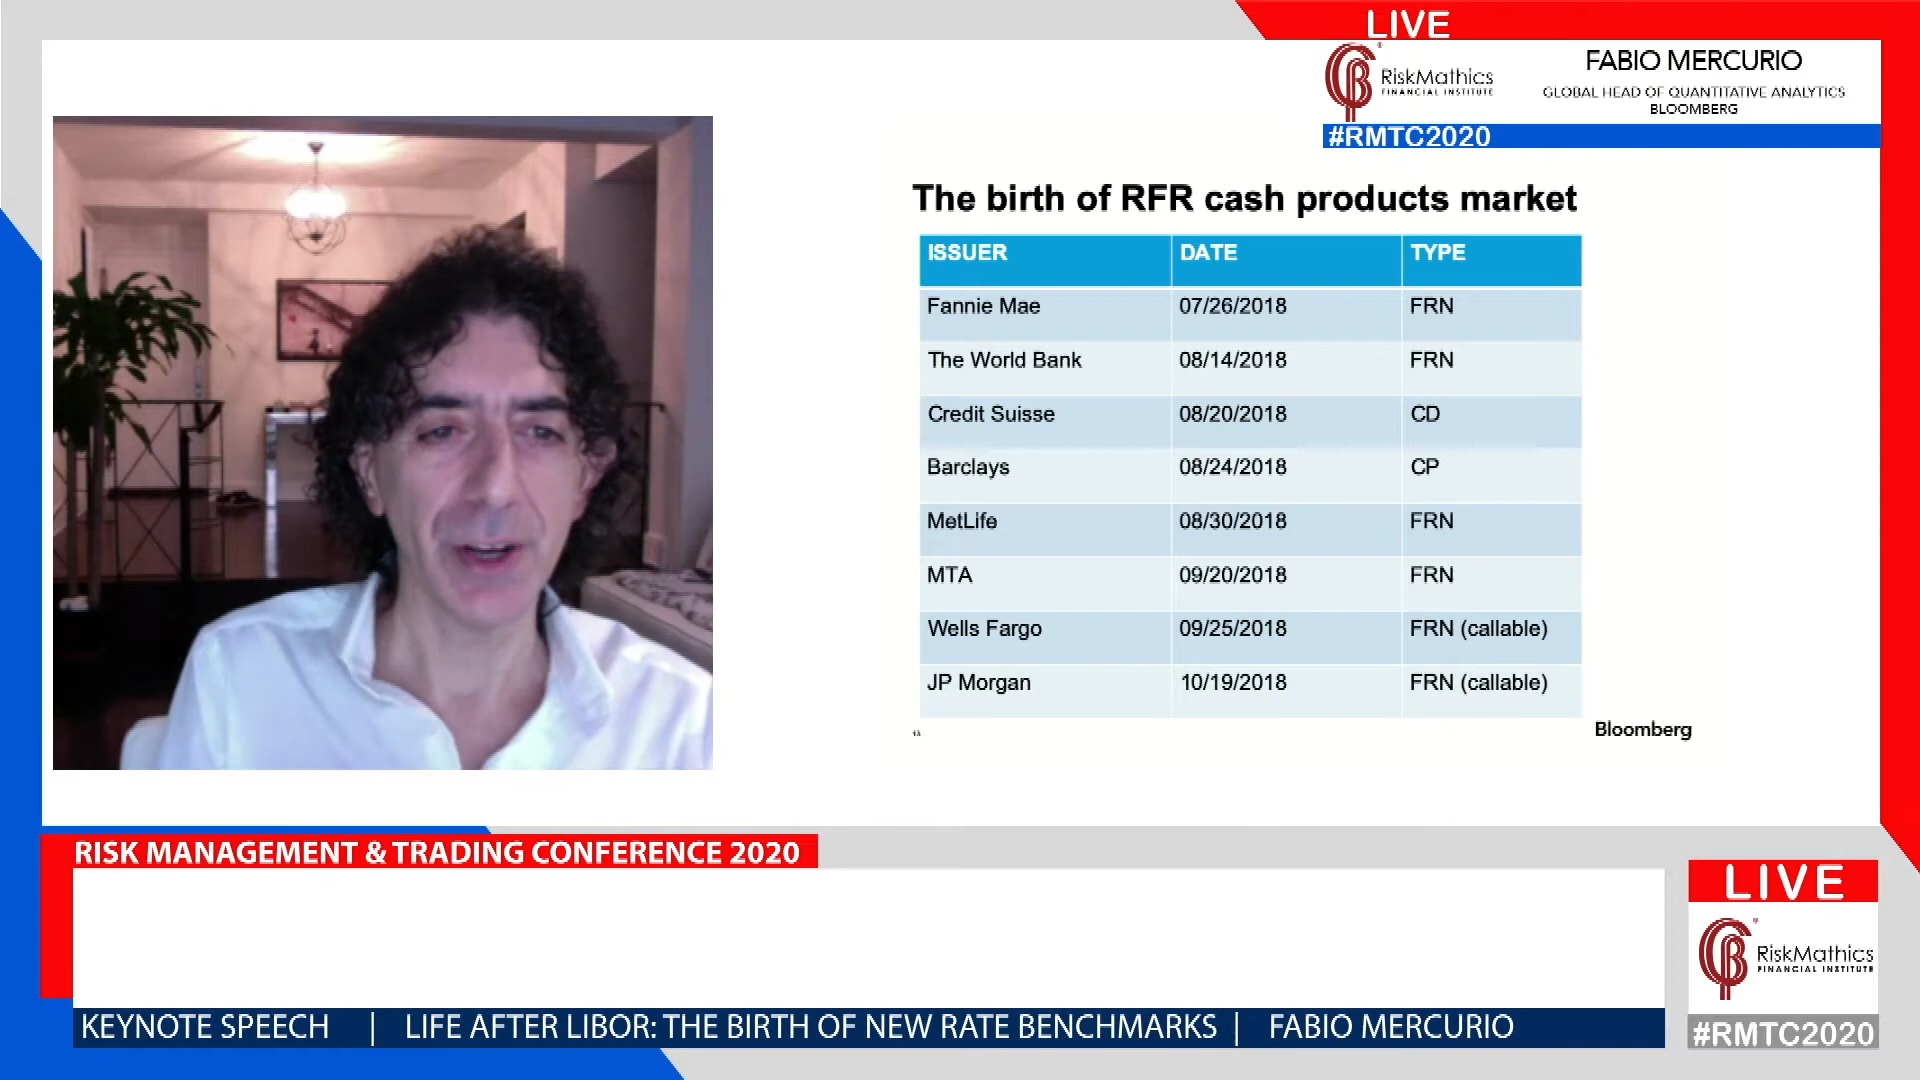 LIVE
RiskMathics
FINANCIAL INSTITUTE
FABIO MERCURIO
GLOBAL HEAD OF QUANTITATIVE ANALYTICS
BLOOMBERG
#RMTC2020
The birth of RFR cash products market
ISSUER DATE TYPE
Fannie Mae 07/26/2018 FRN
The World Bank 08/14/2018 FRN
Credit Suisse 08/20/2018 CD
Barclays 08/24/2018 CP
MetLife 08/30/2018 FRN
MTA 09/20/2018 FRN
Wells Fargo 09/25/2018 FRN (callable)
JP Morgan 10/19/2018 FRN (callable)
Bloomberg
RISK MANAGEMENT & TRADING CONFERENCE 2020
LIVE
RiskMathics
FINANCIAL INSTITUTE
KEYNOTE SPEECH | LIFE AFTER LIBOR: THE BIRTH OF NEW RATE BENCHMARKS | FABIO MERCURIO
#RMTC2020